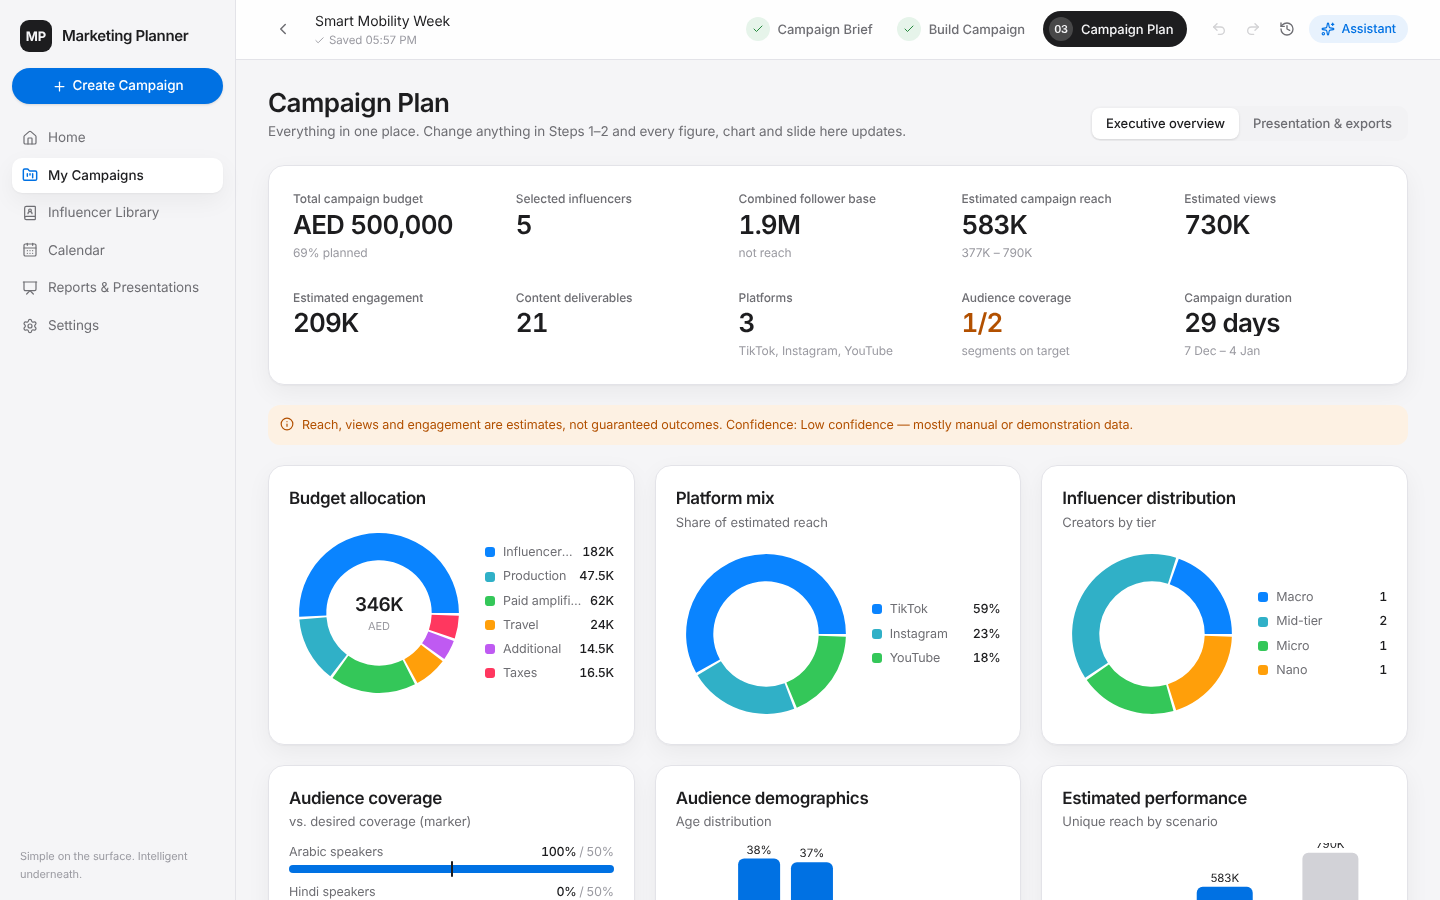 MP Marketing Planner
Create Campaign
Home
My Campaigns
Influencer Library
Calendar
Reports & Presentations
Settings
Simple on the surface. Intelligent
underneath.
Smart Mobility Week
Saved 05:57 PM
Campaign Brief
Build Campaign
03 Campaign Plan
Assistant
Campaign Plan
Everything in one place. Change anything in Steps 1–2 and every figure, chart and slide here updates.
Executive overview
Presentation & exports
Total campaign budget
AED 500,000
69% planned
Selected influencers
5
Combined follower base
1.9M
not reach
Estimated campaign reach
583K
377K – 790K
Estimated views
730K
Estimated engagement
209K
Content deliverables
21
Platforms
3
TikTok, Instagram, YouTube
Audience coverage
1/2
segments on target
Campaign duration
29 days
7 Dec – 4 Jan
Reach, views and engagement are estimates, not guaranteed outcomes. Confidence: Low confidence — mostly manual or demonstration data.
Budget allocation
346K
AED
Influencer... 182K
Production 47.5K
Paid amplifi... 62K
Travel 24K
Additional 14.5K
Taxes 16.5K
Platform mix
Share of estimated reach
TikTok 59%
Instagram 23%
YouTube 18%
Influencer distribution
Creators by tier
Macro 1
Mid-tier 2
Micro 1
Nano 1
Audience coverage
vs. desired coverage (marker)
Arabic speakers 100% / 50%
Hindi speakers 0% / 50%
Audience demographics
Age distribution
38%
37%
Estimated performance
Unique reach by scenario
583K
790K